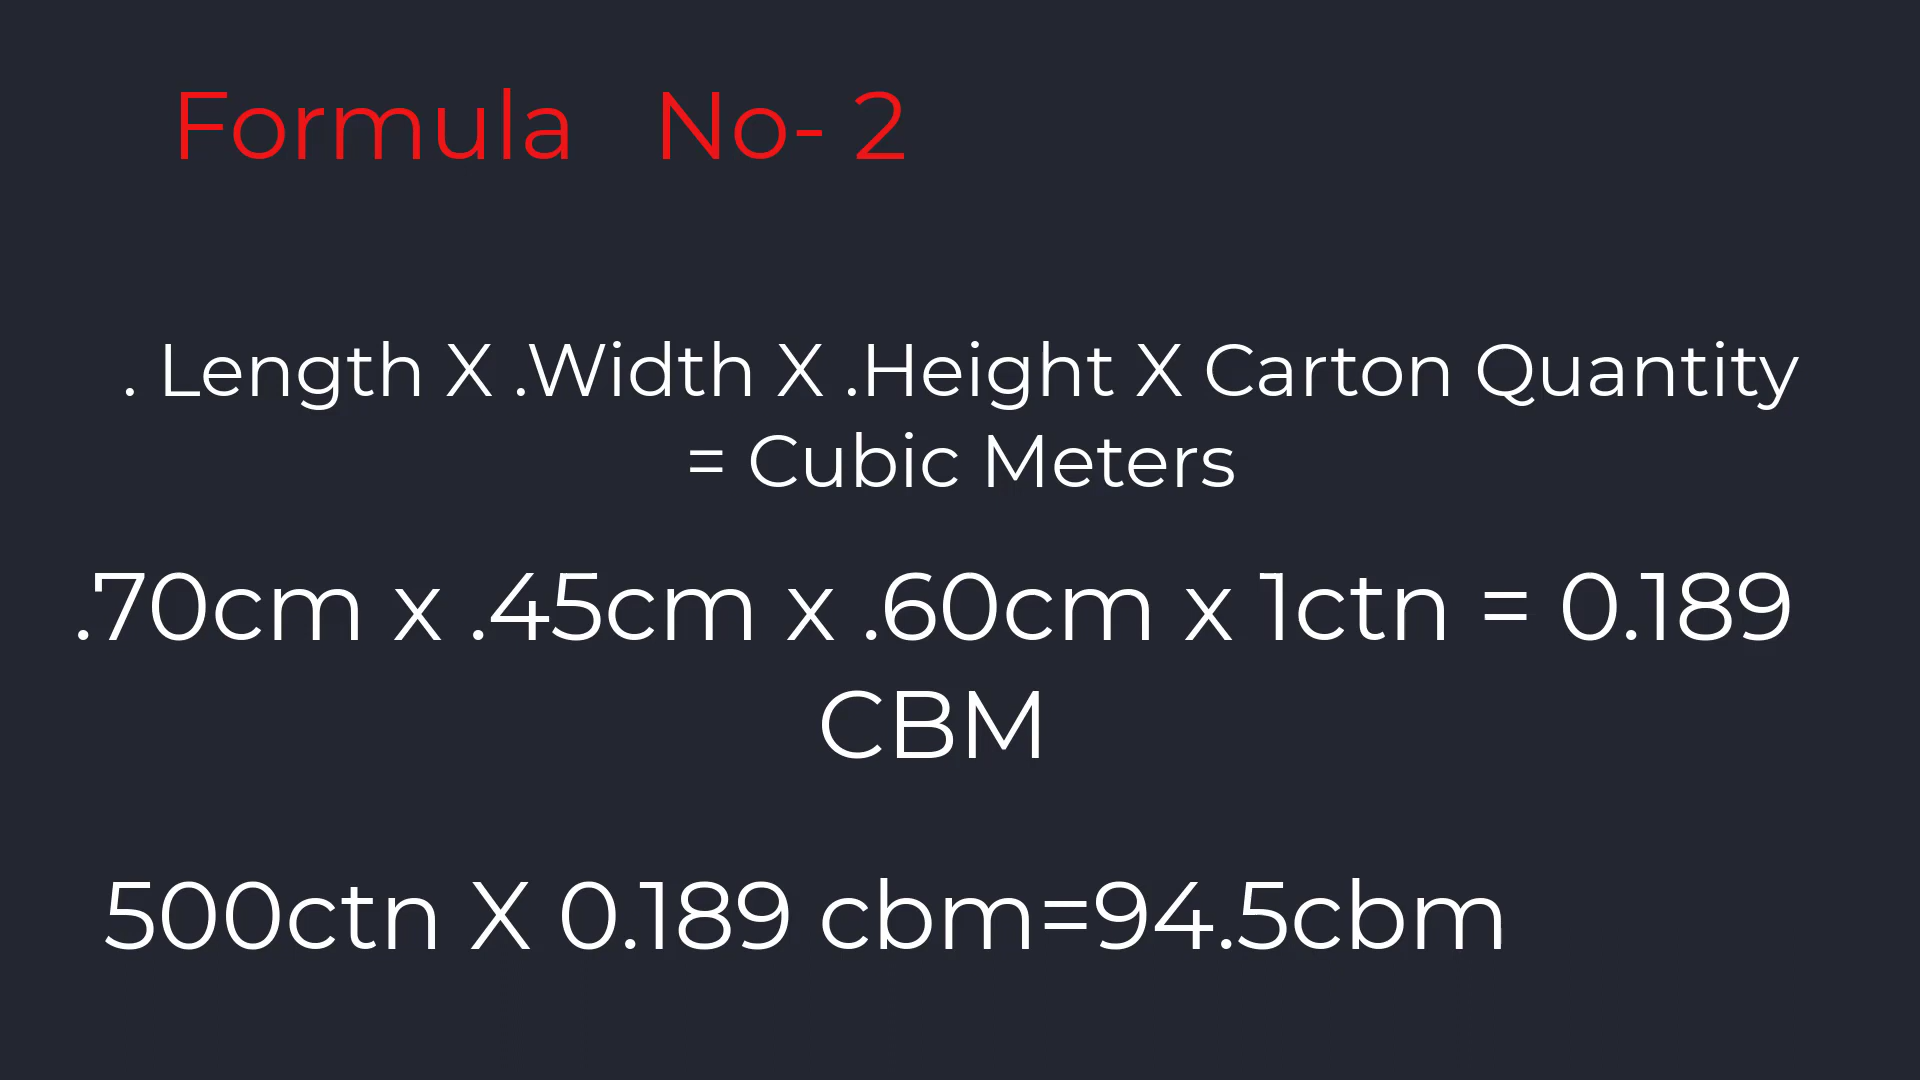 Formula No- 2
. Length X .Width X .Height X Carton Quantity
= Cubic Meters
.70cm x .45cm x .60cm x 1ctn = 0.189
CBM
500ctn X 0.189 cbm=94.5cbm